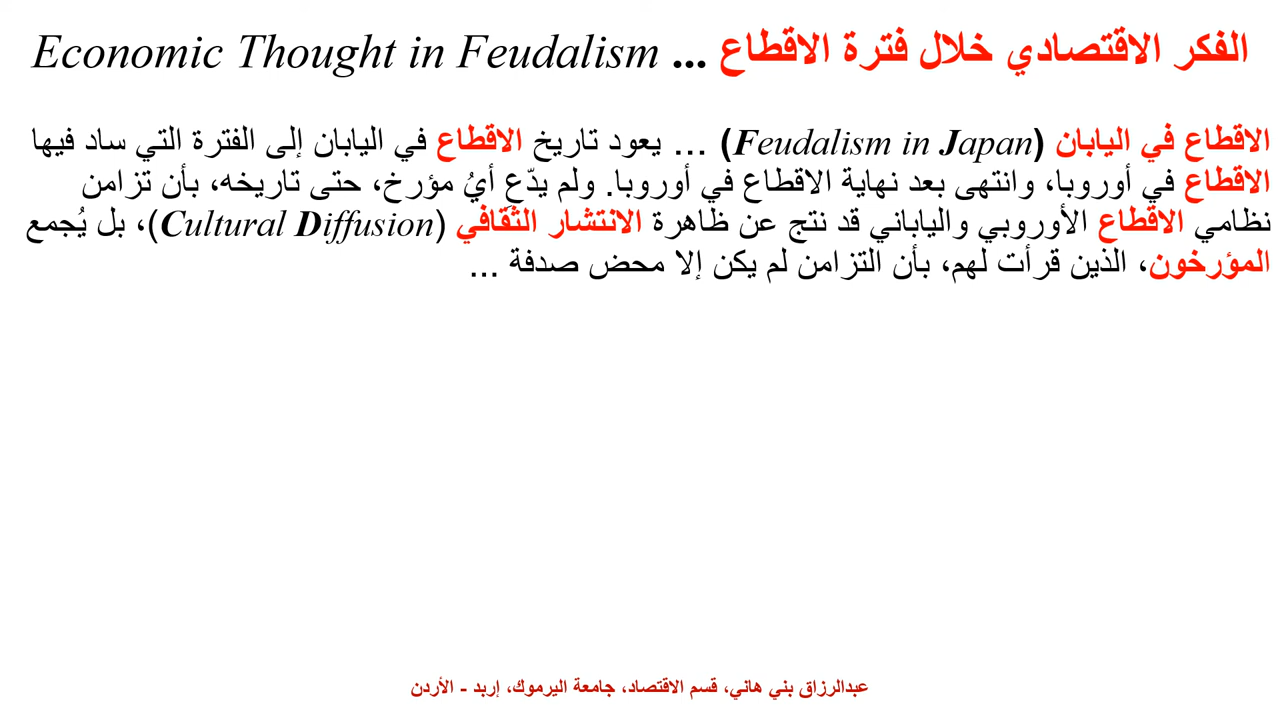 الفكر الاقتصادي خلال فترة الاقطاع ... Economic Thought in Feudalism
الاقطاع في اليابان (Feudalism in Japan) ... يعود تاريخ الاقطاع في اليابان إلى الفترة التي ساد فيها
الاقطاع في أوروبا، وانتهى بعد نهاية الاقطاع في أوروبا. ولم يدّعِ أيُ مؤرخ، حتى تاريخه، بأن تزامن
نظامي الاقطاع الأوروبي والياباني قد نتج عن ظاهرة الانتشار الثقافي (Cultural Diffusion)، بل يُجمع
المؤرخون، الذين قرأت لهم، بأن التزامن لم يكن إلا محض صدفة ...
عبدالرزاق بني هاني، قسم الاقتصاد، جامعة اليرموك، إربد - الأردن